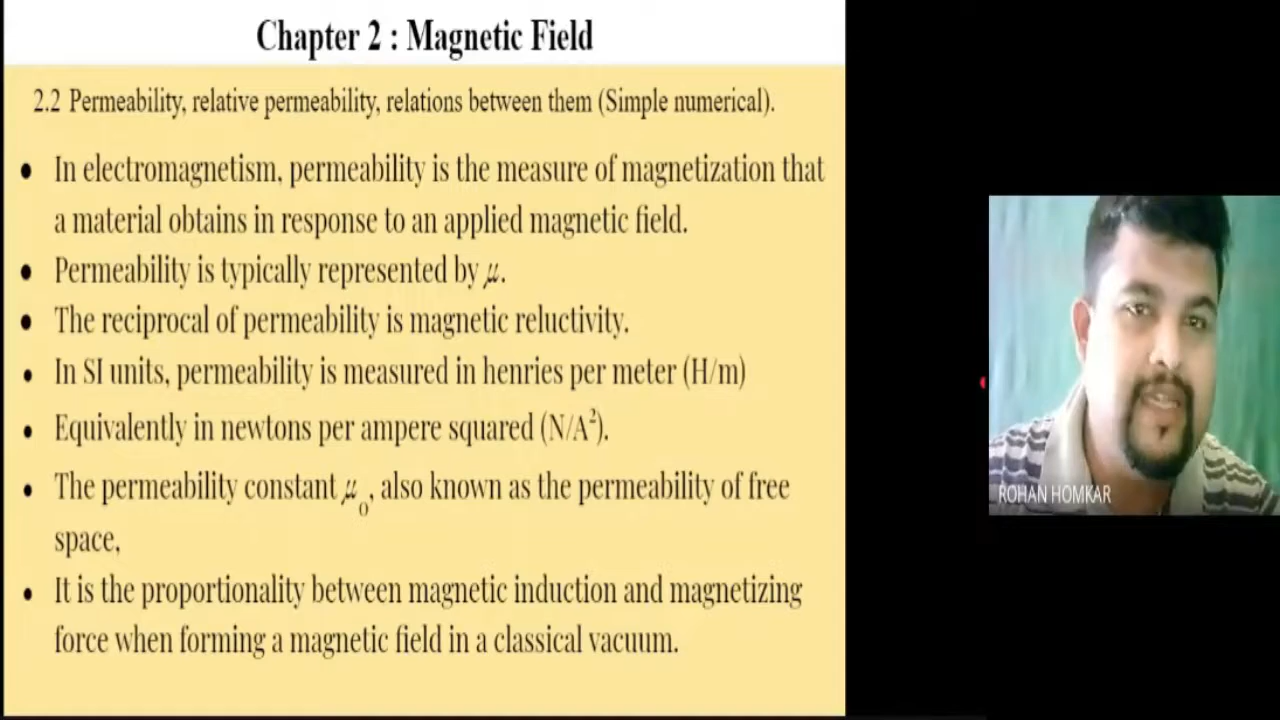 Chapter 2 : Magnetic Field
2.2 Permeability, relative permeability, relations between them (Simple numerical).
• In electromagnetism, permeability is the measure of magnetization that
a material obtains in response to an applied magnetic field.
• Permeability is typically represented by μ.
• The reciprocal of permeability is magnetic reluctivity.
• In SI units, permeability is measured in henries per meter (H/m)
• Equivalently in newtons per ampere squared (N/A²).
• The permeability constant μ₀, also known as the permeability of free
space,
• It is the proportionality between magnetic induction and magnetizing
force when forming a magnetic field in a classical vacuum.
ROHAN HOMKAR